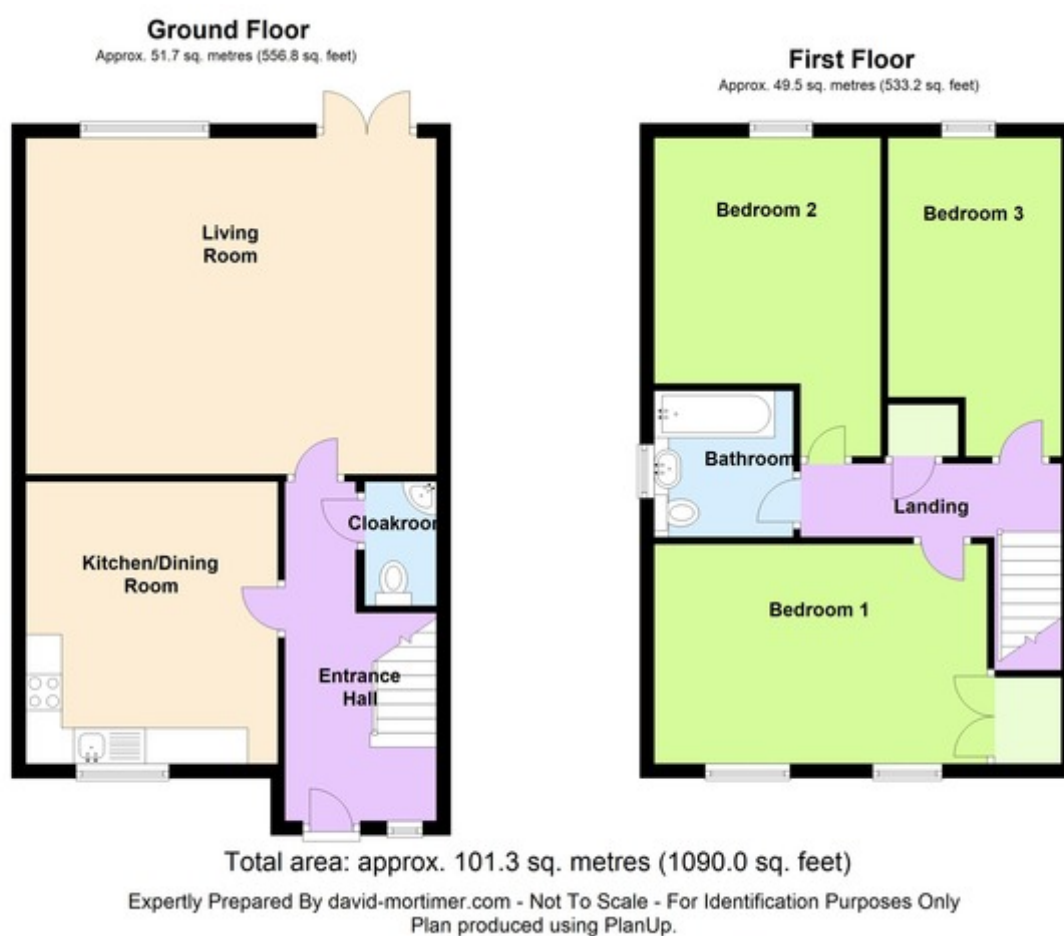 Ground Floor
Approx. 51.7 sq. metres (556.8 sq. feet)
Living
Room
Kitchen/Dining
Room
Cloakroom
Entrance
Hall
First Floor
Approx. 49.5 sq. metres (533.2 sq. feet)
Bedroom 2
Bedroom 3
Bathroom
Landing
Bedroom 1
Total area: approx. 101.3 sq. metres (1090.0 sq. feet)
Expertly Prepared By david-mortimer.com - Not To Scale - For Identification Purposes Only
Plan produced using PlanUp.